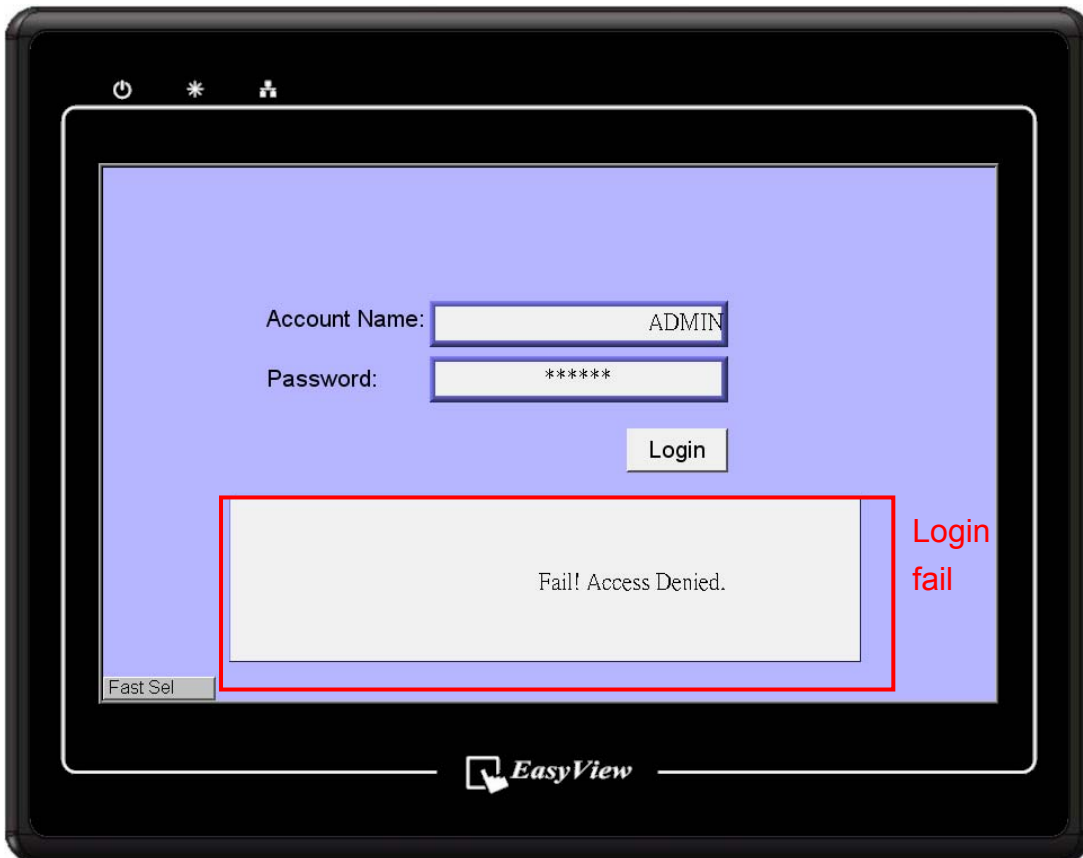 Account Name:
ADMIN
Password:
******
Login
Login
fail
Fail! Access Denied.
Fast Sel
EasyView